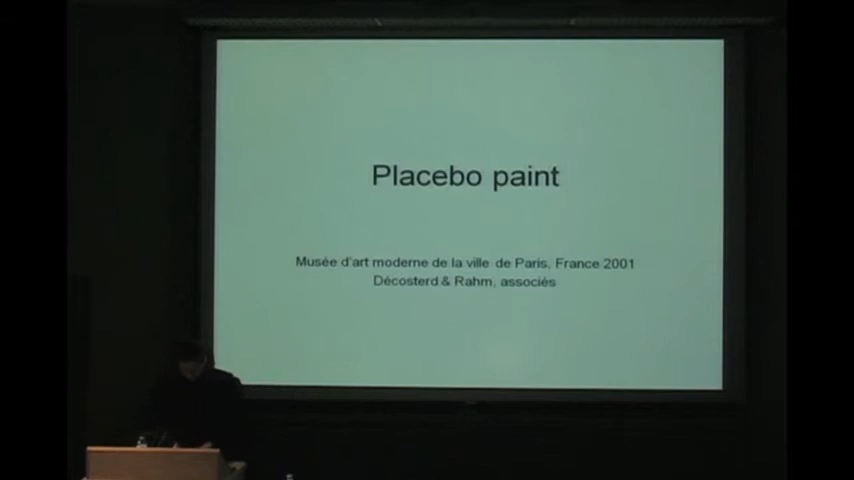 Placebo paint
Musée d'art moderne de la ville de Paris, France 2001
Décosterd & Rahm, associés